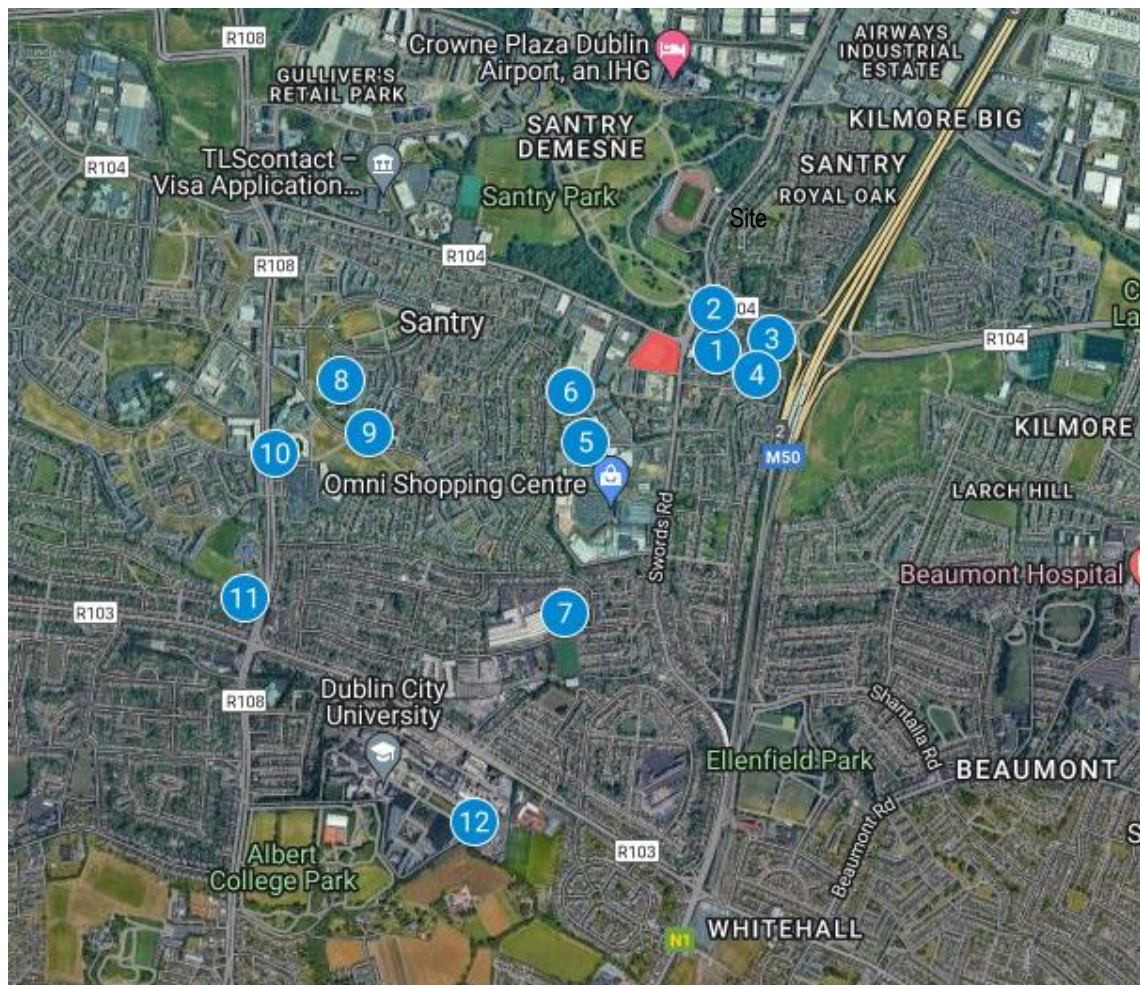 R108
Crowne Plaza Dublin
Airport, an IHG
AIRWAYS
INDUSTRIAL
ESTATE
GULLIVER'S
RETAIL PARK
SANTRY
DEMESNE
KILMORE BIG
R104
TLScontact –
Visa Application...
SANTRY
ROYAL OAK
Santry Park
Site
R108
R104
Santry
2
04
3
1
4
R104
C
La
8
6
9
5
10
2
M50
KILMORE
Omni Shopping Centre
LARCH HILL
Swords Rd
Beaumont Hospital
11
R103
7
Dublin City
University
R108
Shantalla Rd
Ellenfield Park
BEAUMONT
12
Beaumont Rd
S
R103
Albert
College Park
WHITEHALL
N1